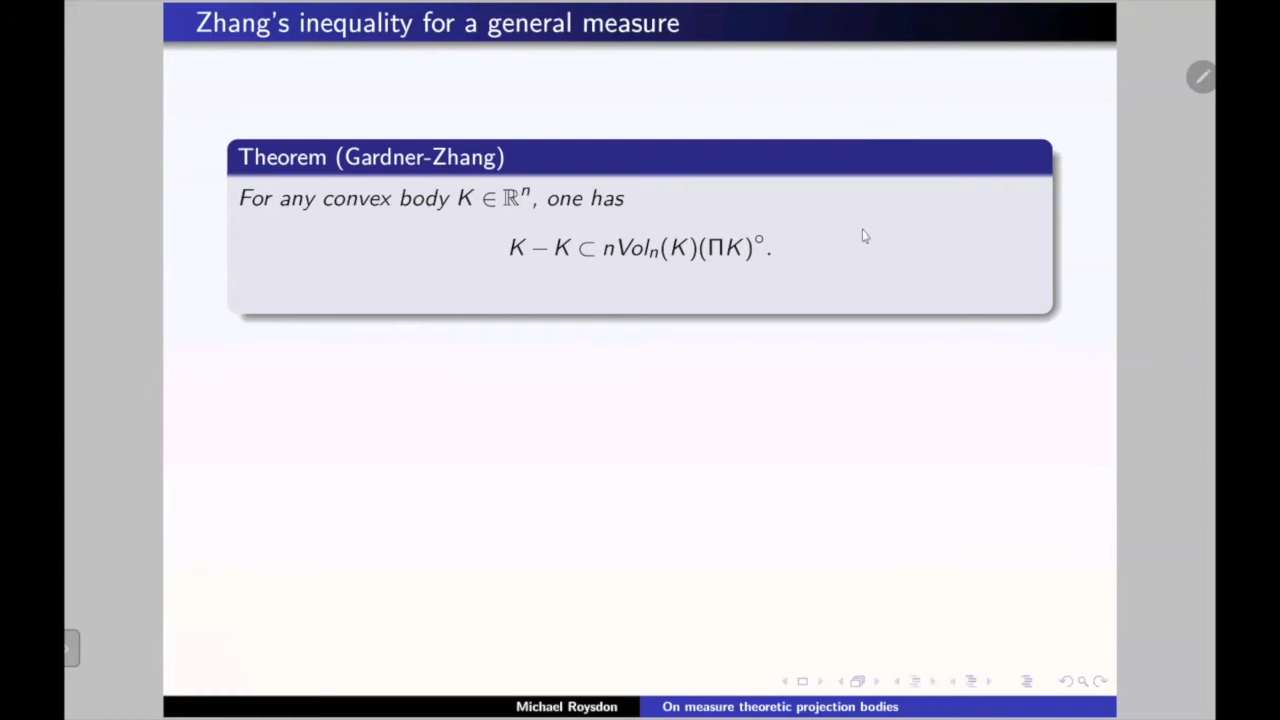 Zhang's inequality for a general measure
Theorem (Gardner-Zhang)
For any convex body K ∈ ℝⁿ, one has
K − K ⊂ nVolₙ(K)(ΠK)°.
Michael Roysdon
On measure theoretic projection bodies